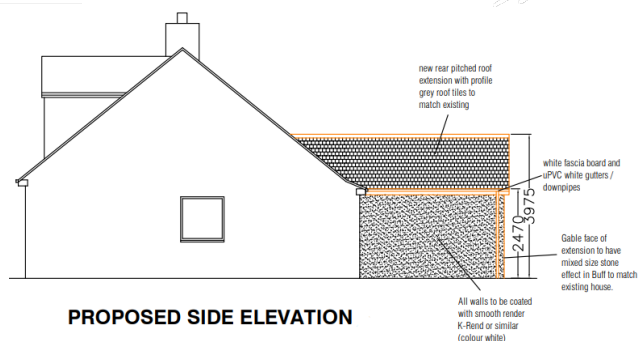 new rear pitched roof
extension with profile
grey roof tiles to
match existing
white fascia board and
uPVC white gutters /
downpipes
3975
2470
Gable face of
extension to have
mixed size stone
effect in Buff to match
existing house.
All walls to be coated
with smooth render
K-Rend or similar
(colour white)
PROPOSED SIDE ELEVATION